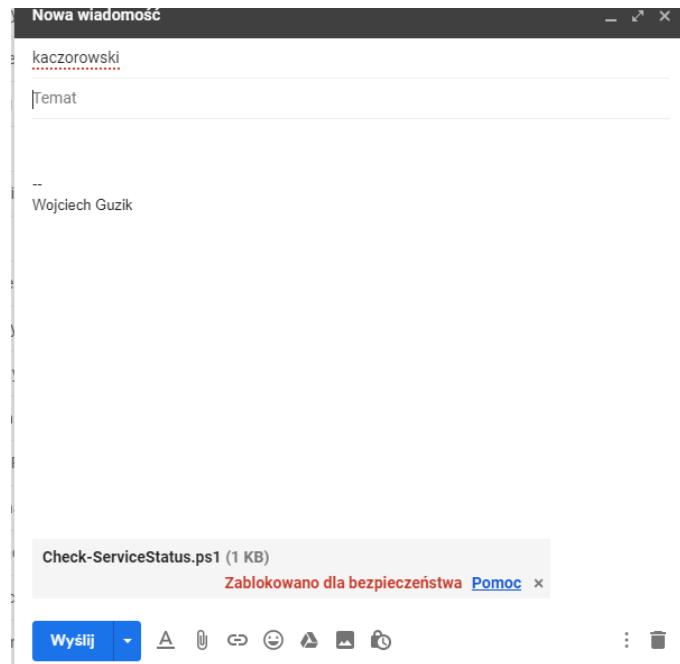 Nowa wiadomość
kaczorowski
Temat
--
Wojciech Guzik
Check-ServiceStatus.ps1 (1 KB)
Zablokowano dla bezpieczeństwa Pomoc ×
Wyślij